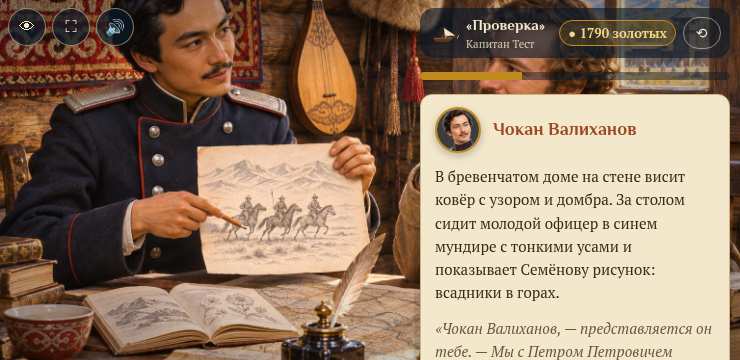 «Проверка»
Капитан Тест
1790 золотых
Чокан Валиханов
В бревенчатом доме на стене висит
ковёр с узором и домбра. За столом
сидит молодой офицер в синем
мундире с тонкими усами и
показывает Семёнову рисунок:
всадники в горах.
«Чокан Валиханов, — представляется он
тебе. — Мы с Петром Петровичем